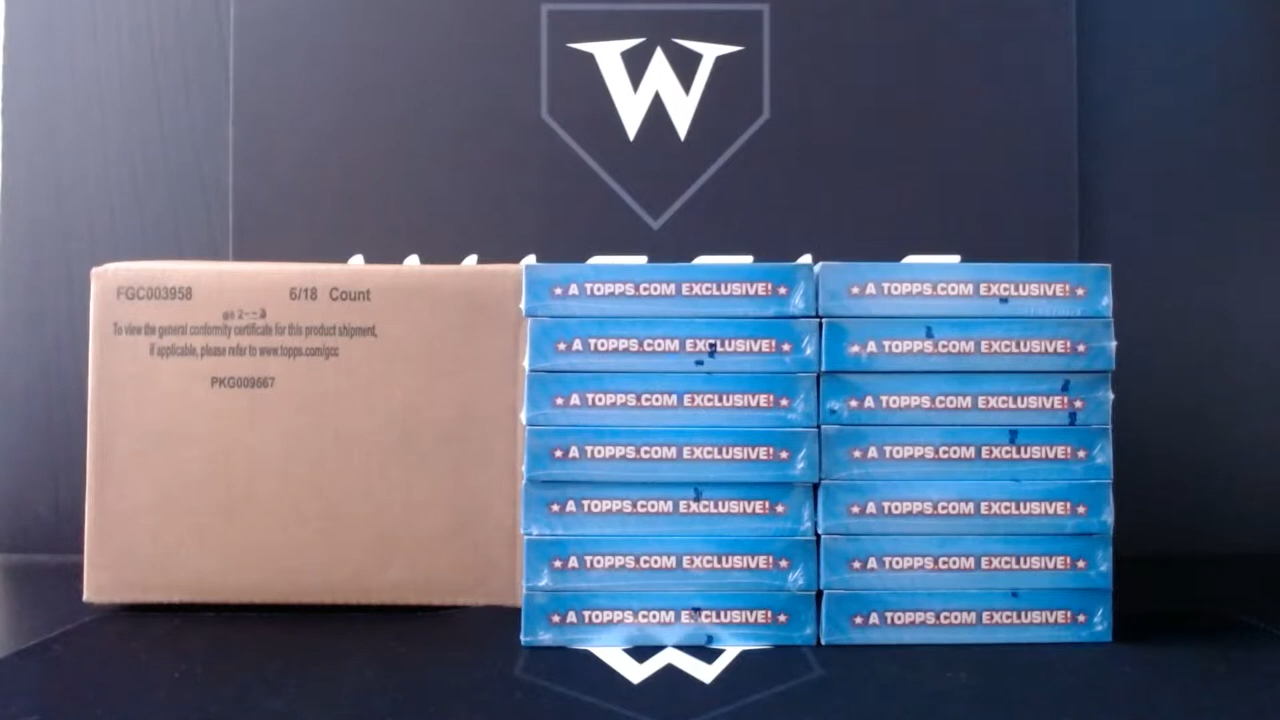 W
FGC003958 6/18 Count
To view the general conformity certificate for this product shipment,
if applicable, please refer to www.topps.com/gcc
PKG009667
★ A TOPPS.COM EXCLUSIVE! ★
★ A TOPPS.COM EXCLUSIVE! ★
★ A TOPPS.COM EXCLUSIVE! ★
★ A TOPPS.COM EXCLUSIVE! ★
★ A TOPPS.COM EXCLUSIVE! ★
★ A TOPPS.COM EXCLUSIVE! ★
★ A TOPPS.COM EXCLUSIVE! ★
★ A TOPPS.COM EXCLUSIVE! ★
★ A TOPPS.COM EXCLUSIVE! ★
★ A TOPPS.COM EXCLUSIVE! ★
★ A TOPPS.COM EXCLUSIVE! ★
★ A TOPPS.COM EXCLUSIVE! ★
★ A TOPPS.COM EXCLUSIVE! ★
★ A TOPPS.COM EXCLUSIVE! ★
W